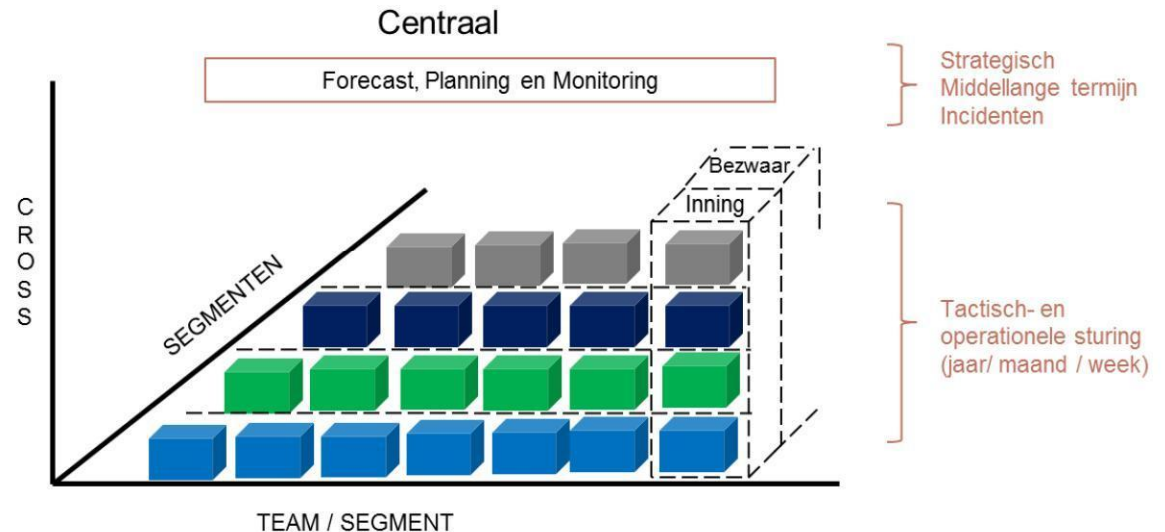 Centraal
Forecast, Planning en Monitoring
Strategisch
Middellange termijn
Incidenten
CROSS
SEGMENTEN
Bezwaar
Inning
Tactisch- en
operationele sturing
(jaar/ maand / week)
TEAM / SEGMENT